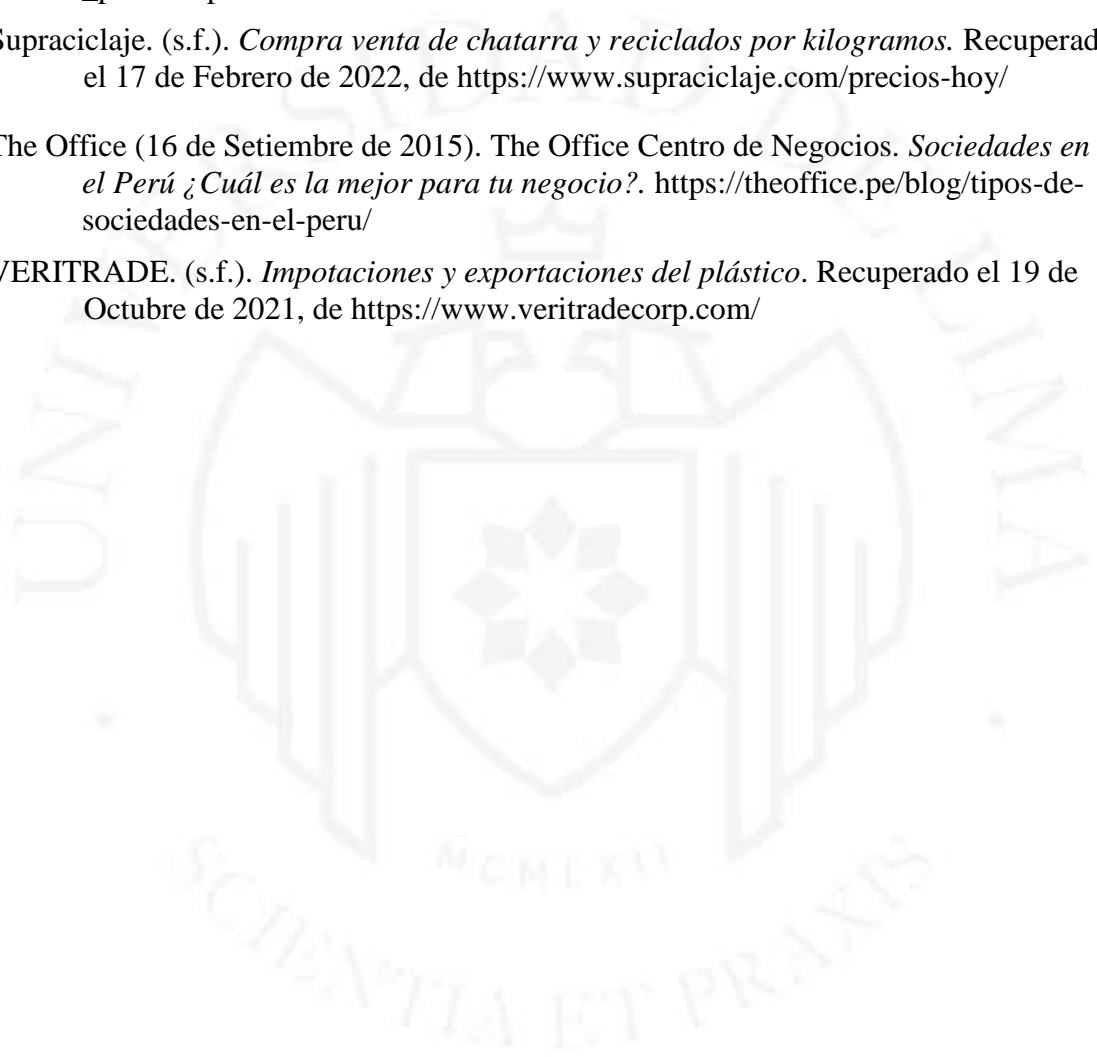 Supraciclaje. (s.f.). Compra venta de chatarra y reciclados por kilogramos. Recuperad
el 17 de Febrero de 2022, de https://www.supraciclaje.com/precios-hoy/
The Office (16 de Setiembre de 2015). The Office Centro de Negocios. Sociedades en
el Perú ¿Cuál es la mejor para tu negocio?. https://theoffice.pe/blog/tipos-de-
sociedades-en-el-peru/
VERITRADE. (s.f.). Impotaciones y exportaciones del plástico. Recuperado el 19 de
Octubre de 2021, de https://www.veritradecorp.com/
UNIVERSIDAD DE LIMA
MCMLXII
SCIENTIA ET PRAXIS